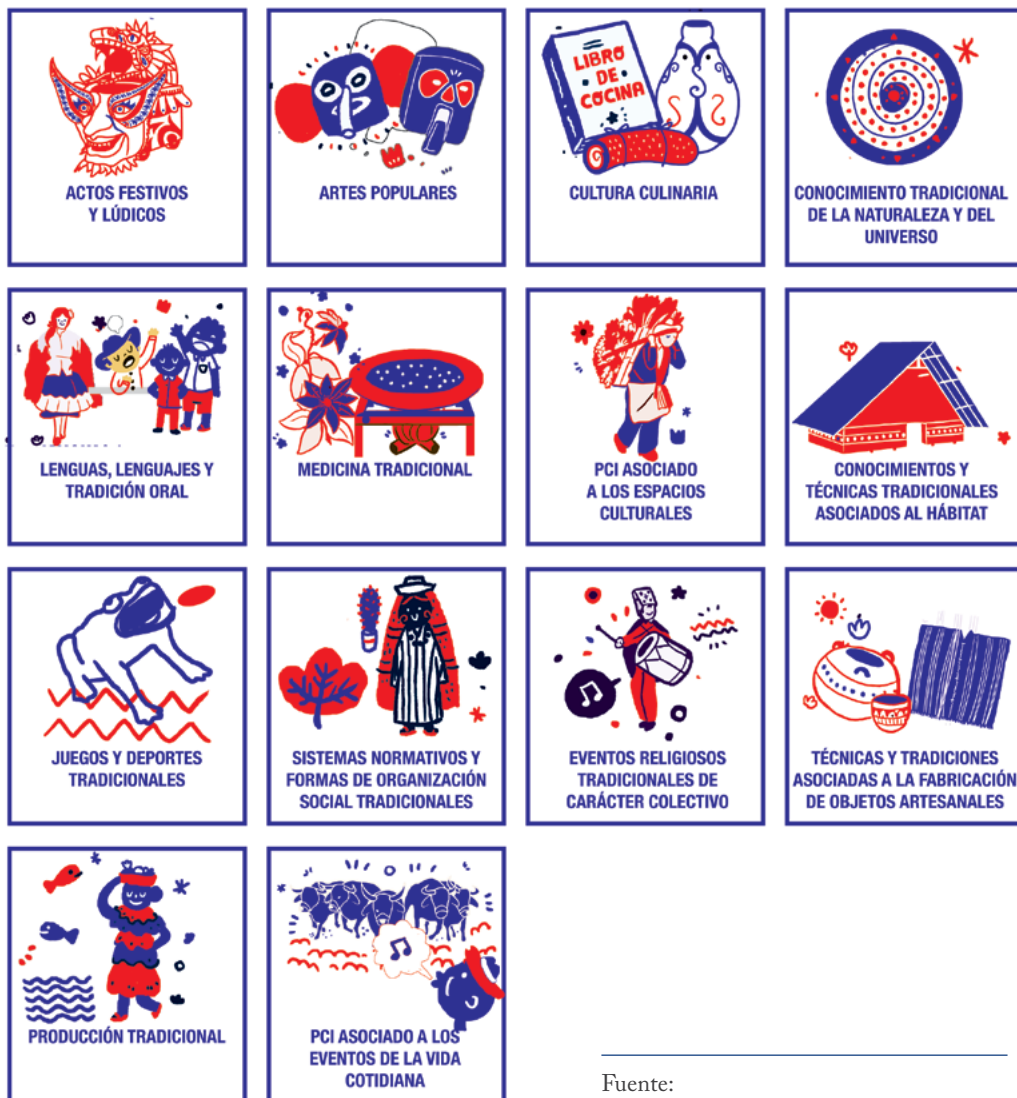 ACTOS FESTIVOS
Y LÚDICOS
ARTES POPULARES
LIBRO
DE
COCINA
CULTURA CULINARIA
CONOCIMIENTO TRADICIONAL
DE LA NATURALEZA Y DEL
UNIVERSO
LENGUAS, LENGUAJES Y
TRADICIÓN ORAL
MEDICINA TRADICIONAL
PCI ASOCIADO
A LOS ESPACIOS
CULTURALES
CONOCIMIENTOS Y
TÉCNICAS TRADICIONALES
ASOCIADOS AL HÁBITAT
JUEGOS Y DEPORTES
TRADICIONALES
SISTEMAS NORMATIVOS Y
FORMAS DE ORGANIZACIÓN
SOCIAL TRADICIONALES
EVENTOS RELIGIOSOS
TRADICIONALES DE
CARÁCTER COLECTIVO
TÉCNICAS Y TRADICIONES
ASOCIADAS A LA FABRICACIÓN
DE OBJETOS ARTESANALES
PRODUCCIÓN TRADICIONAL
PCI ASOCIADO A LOS
EVENTOS DE LA VIDA
COTIDIANA
Fuente: